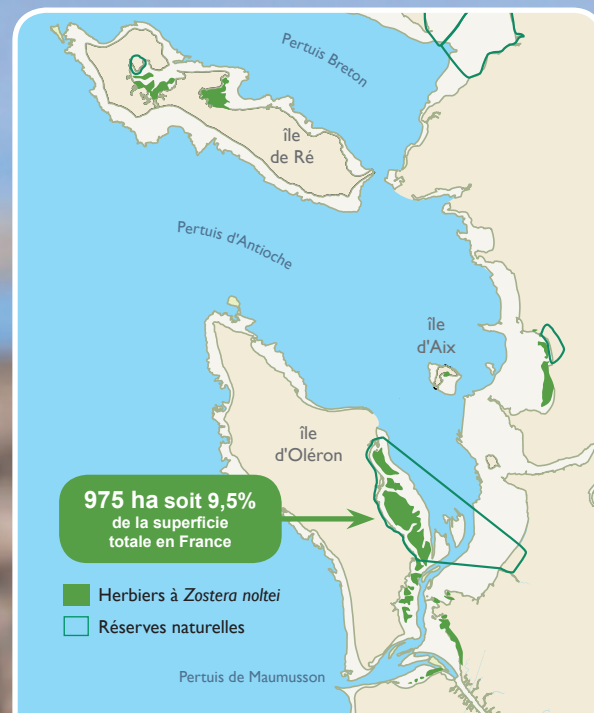 Pertuis Breton
île
de Ré
Pertuis d'Antioche
île
d'Aix
île
d'Oléron
975 ha soit 9,5%
de la superficie
totale en France
Herbiers à Zostera noltei
Réserves naturelles
Pertuis de Maumusson